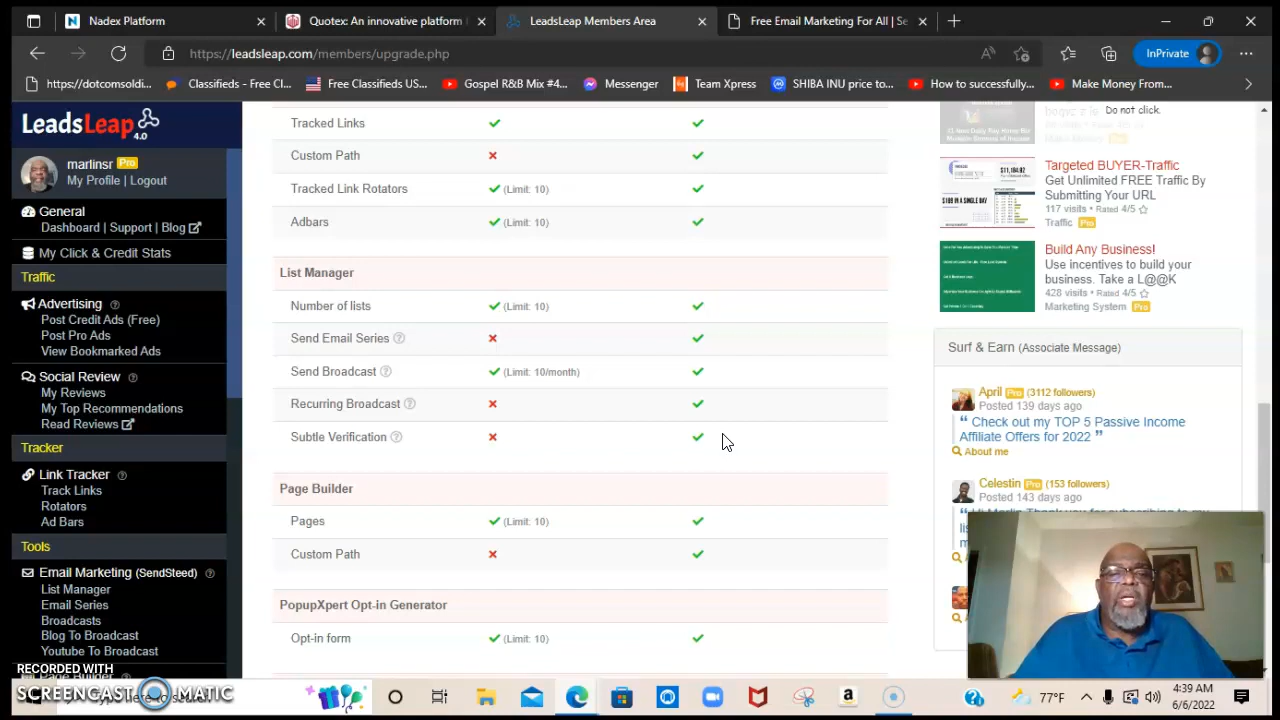 Nadex Platform
Quotex: An innovative platform
LeadsLeap Members Area
Free Email Marketing For All | Se
https://leadsleap.com/members/upgrade.php
InPrivate
https://dotcomsoldi...
Classifieds - Free Cl...
Free Classifieds US...
Gospel R&B Mix #4...
Messenger
Team Xpress
SHIBA INU price to...
How to successfully...
Make Money From...
LeadsLeap 4.0
marlinsr Pro
My Profile | Logout
General
Dashboard | Support | Blog
My Click & Credit Stats
Traffic
Advertising
Post Credit Ads (Free)
Post Pro Ads
View Bookmarked Ads
Social Review
My Reviews
My Top Recommendations
Read Reviews
Tracker
Link Tracker
Track Links
Rotators
Ad Bars
Tools
Email Marketing (SendSteed)
List Manager
Email Series
Broadcasts
Blog To Broadcast
Youtube To Broadcast
Custom Path
Tracked Link Rotators (Limit: 10)
(Limit: 10)
List Manager
Number of lists (Limit:
Send Email Series
Send Broadcast (Limit: 10/month)
Page Builder
Pages (Limit: 10)
Custom Path
PopupXpert Opt-in Generator
Opt-in form (Limit: 10)
Do not click.
Targeted BUYER-Traffic
Get Unlimited FREE Traffic By
Submitting Your URL
117 visits • Rated 4/5
Traffic Pro
Build Any Business!
Use incentives to build your
business. Take a L@@K
428 visits • Rated 4/5
Marketing System Pro
Surf & Earn (Associate Message)
April Pro (3112 followers)
Posted 139 days ago
“ Check out my TOP 5 Passive Income
Affiliate Offers for 2022 ”
About me
Celestin Pro (153 followers)
Posted 143 days ago
RECORDED WITH
SCREENCAST MATIC
77°F
4:39 AM
6/6/2022